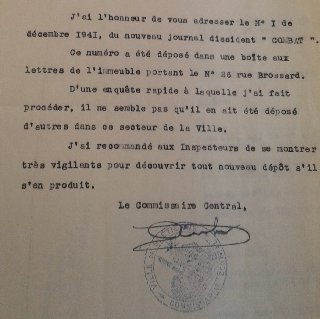 J'ai l'honneur de vous adresser le N° I de
décembre 1941, du nouveau journal dissident " COMBAT ".
Ce numéro a été déposé dans une boîte aux
lettres de l'immeuble portant le N° 26 rue Brossard.
D'une enquête rapide à laquelle j'ai fait
procéder, il ne semble pas qu'il en ait été déposé
d'autres dans ce secteur de la Ville.
J'ai recommandé aux Inspecteurs de se montrer
très vigilants pour découvrir tout nouveau dépôt s'il
s'en produit.
Le Commissaire Central,